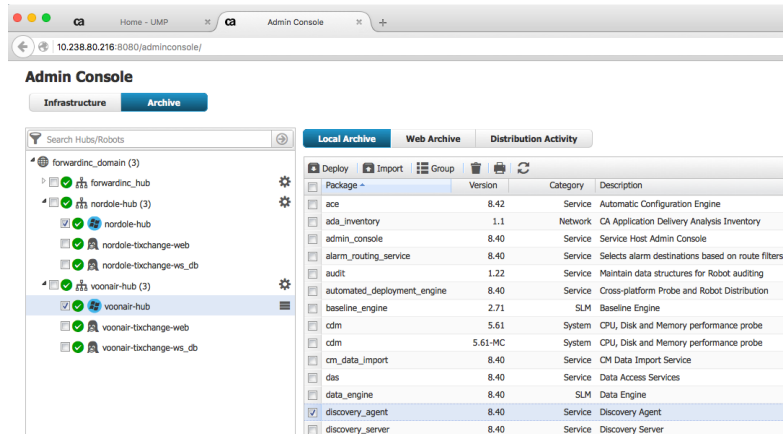 ca Home - UMP ca Admin Console
10.238.80.216:8080/adminconsole/
Admin Console
Infrastructure Archive
Search Hubs/Robots
forwardinc_domain (3)
forwardinc_hub
nordole-hub (3)
nordole-hub
nordole-tixchange-web
nordole-tixchange-ws_db
voonair-hub (3)
voonair-hub
voonair-tixchange-web
voonair-tixchange-ws_db
Local Archive Web Archive Distribution Activity
Deploy Import Group
Package Version Category Description
ace 8.42 Service Automatic Configuration Engine
ada_inventory 1.1 Network CA Application Delivery Analysis Inventory
admin_console 8.40 Service Service Host Admin Console
alarm_routing_service 8.40 Service Selects alarm destinations based on route filters
audit 1.22 Service Maintain data structures for Robot auditing
automated_deployment_engine 8.40 Service Cross-platform Probe and Robot Distribution
baseline_engine 2.71 SLM Baseline Engine
cdm 5.61 System CPU, Disk and Memory performance probe
cdm 5.61-MC System CPU, Disk and Memory performance probe
cm_data_import 8.40 Service CM Data Import Service
das 8.40 Service Data Access Services
data_engine 8.40 SLM Data Engine
discovery_agent 8.40 Service Discovery Agent
discovery_server 8.40 Service Discovery Server